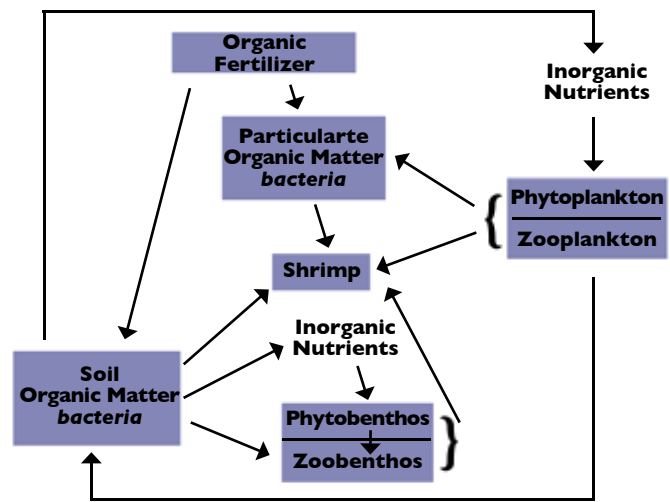 Organic
Fertilizer
Inorganic
Nutrients
Particularte
Organic Matter
bacteria
Phytoplankton
Zooplankton
Shrimp
Inorganic
Nutrients
Soil
Organic Matter
bacteria
Phytobenthos
Zoobenthos